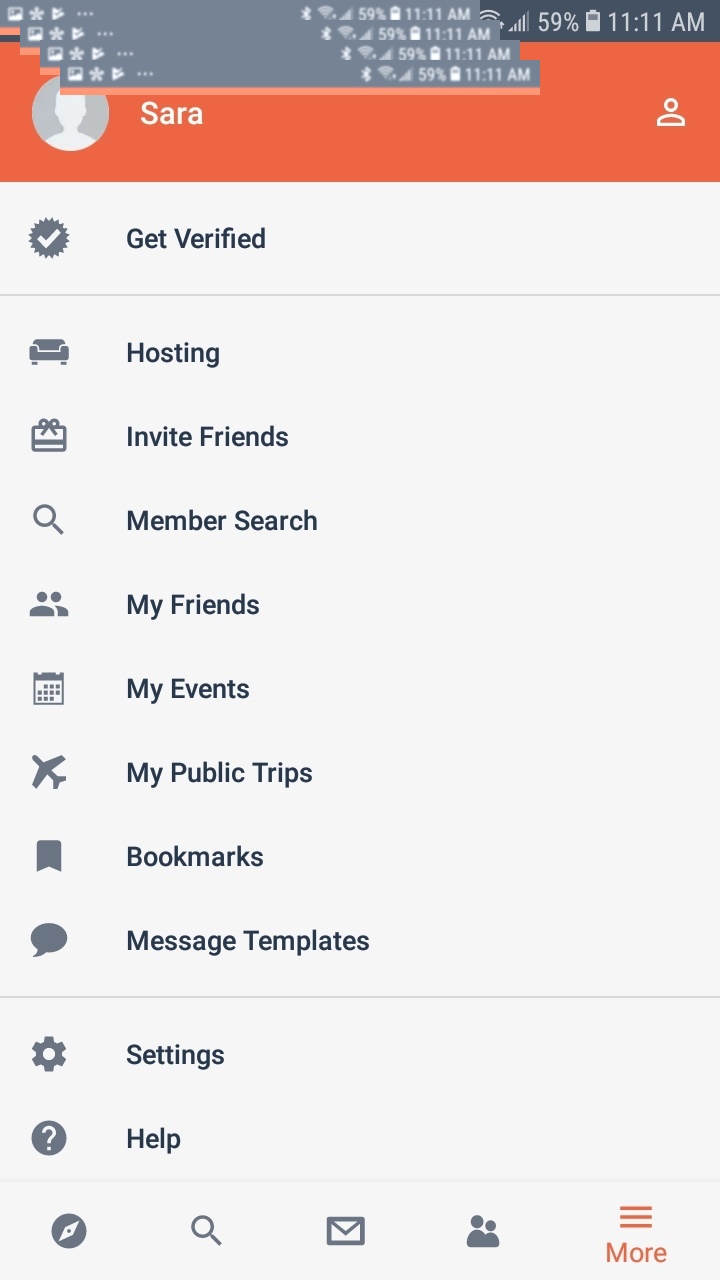 59% 11:11 AM
59% 11:11 AM
59% 11:11 AM
59% 11:11 AM
59% 11:11 AM
Sara
Get Verified
Hosting
Invite Friends
Member Search
My Friends
My Events
My Public Trips
Bookmarks
Message Templates
Settings
Help
More